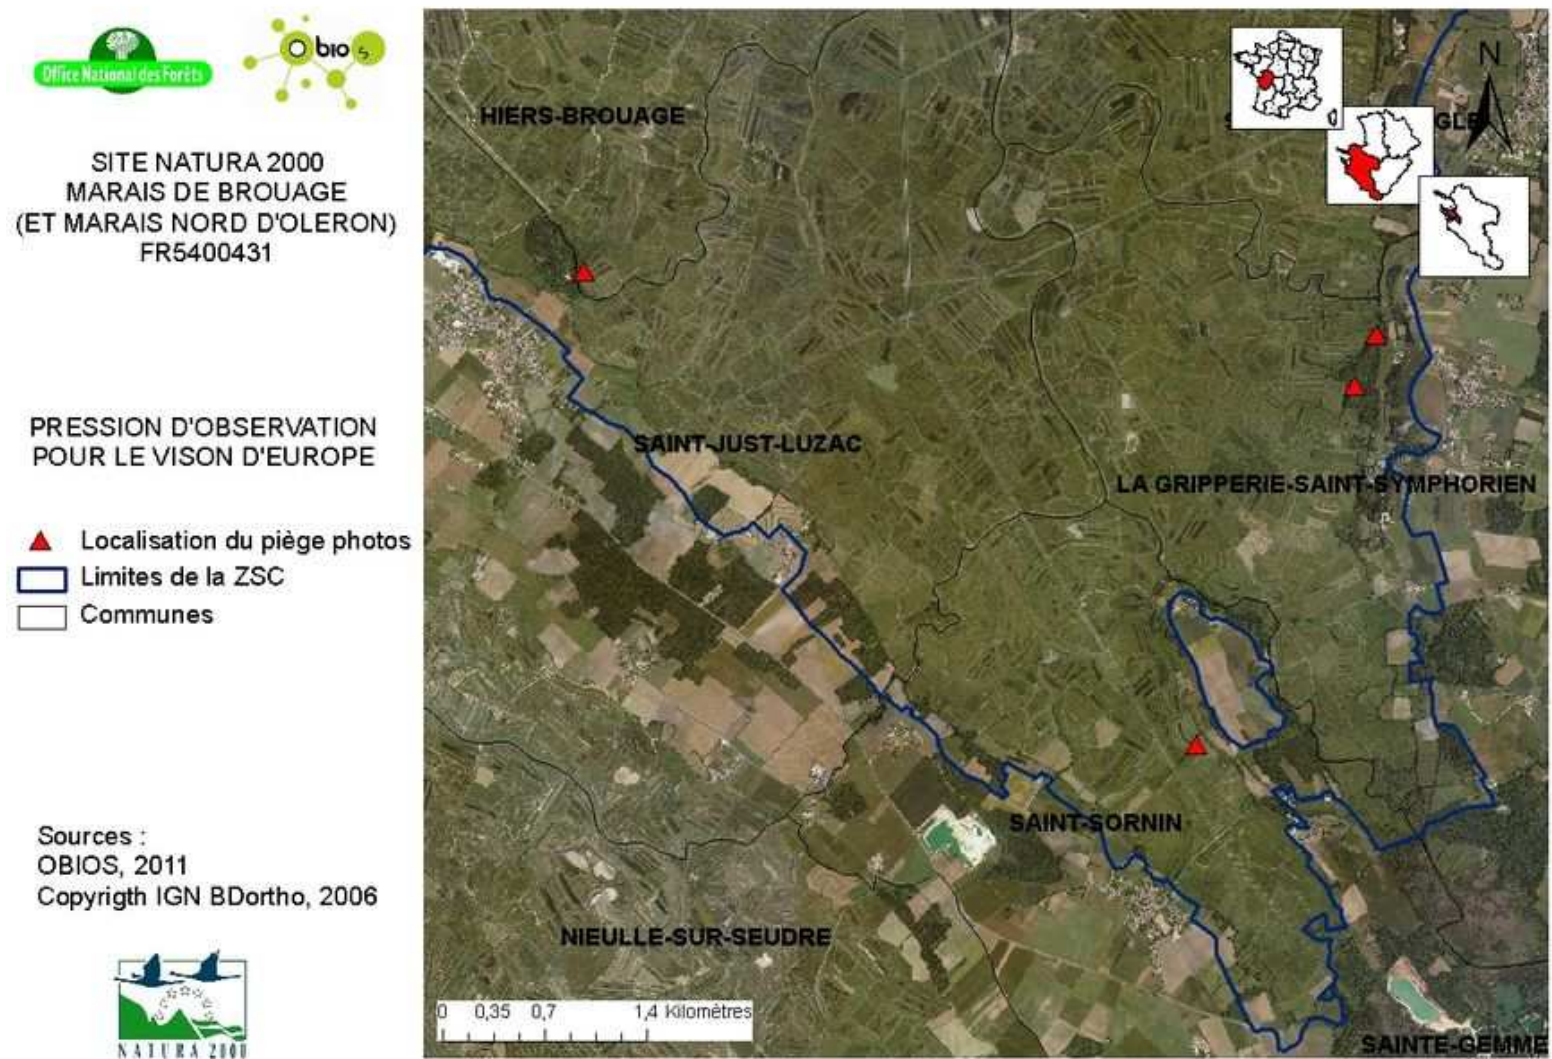 Office National des Forêts
Obios
SITE NATURA 2000
MARAIS DE BROUAGE
(ET MARAIS NORD D'OLERON)
FR5400431
PRESSION D'OBSERVATION
POUR LE VISON D'EUROPE
Localisation du piège photos
Limites de la ZSC
Communes
Sources :
OBIOS, 2011
Copyrigth IGN BDortho, 2006
NATURA 2000
N
HIERS-BROUAGE
SAINT-JUST-LUZAC
LA GRIPPERIE-SAINT-SYMPHORIEN
SAINT-SORNIN
NIEULLE-SUR-SEUDRE
SAINTE-GEMME
0 0,35 0,7 1,4 Kilomètres